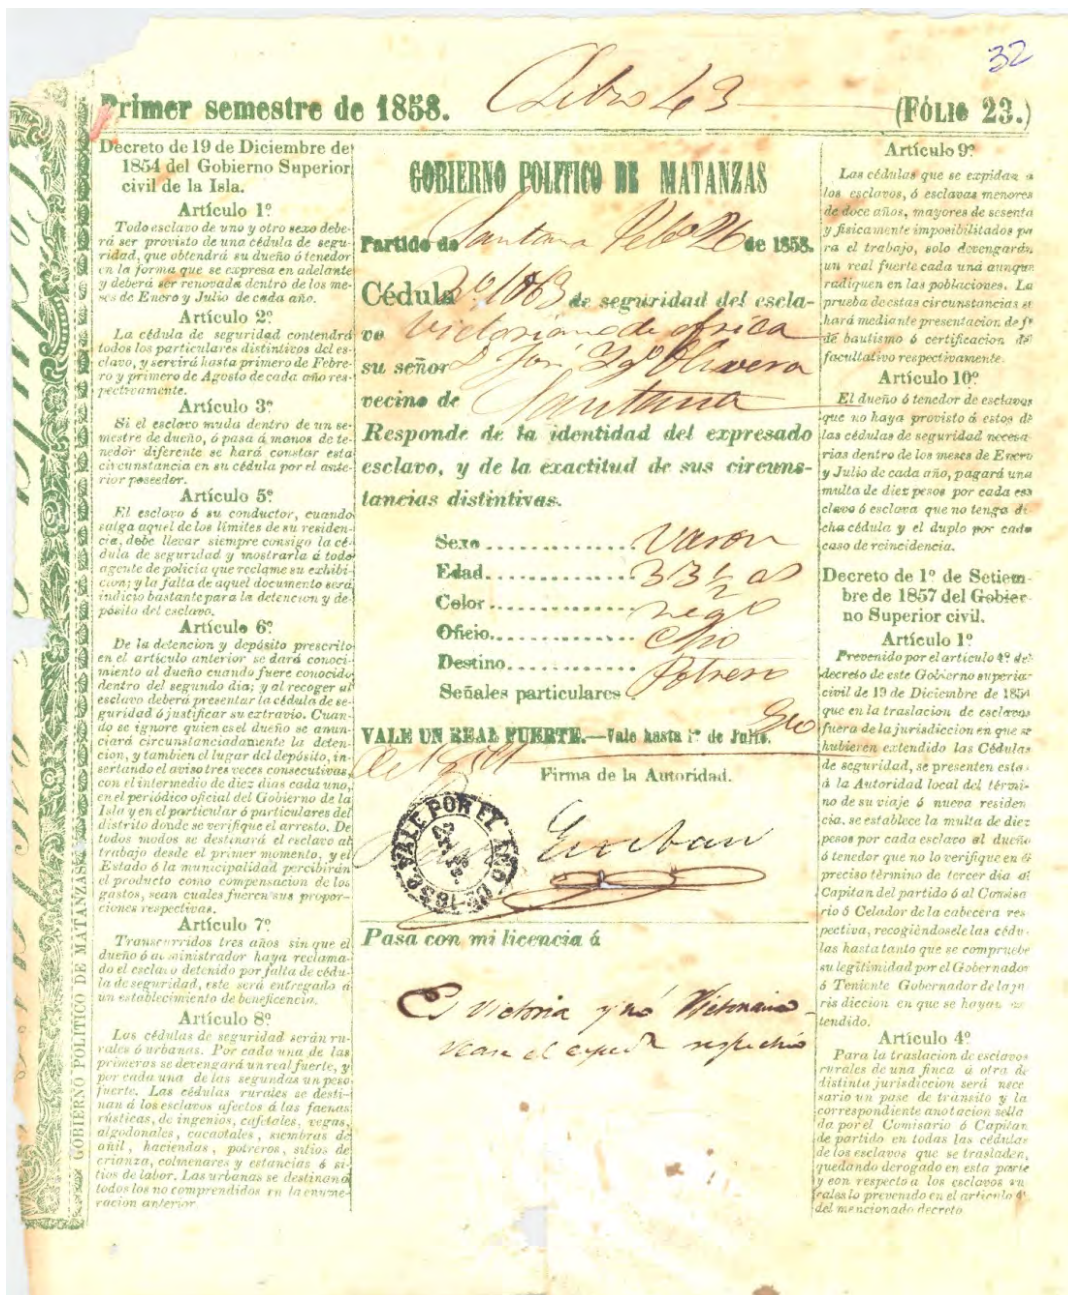 32
Primer semestre de 1858. Libro 43 (FÓLIO 23.)
Decreto de 19 de Diciembre de
1854 del Gobierno Superior
civil de la Isla.
Artículo 1º
Todo esclavo de uno y otro sexo debe-
rá ser provisto de una cédula de segu-
ridad, que obtendrá su dueño ó tenedor
en la forma que se expresa en adelante
y deberá ser renovada dentro de los me-
ses de Enero y Julio de cada año.
Artículo 2º
La cédula de seguridad contendrá
todos los particulares distintivos del es-
clavo, y servirá hasta primero de Febre-
ro y primero de Agosto de cada año res-
pectivamente.
Artículo 3º
Si el esclavo muda dentro de un se-
mestre de dueño, ó pasa á manos de te-
nedor diferente se hará constar esta
circunstancia en su cédula por el ante-
rior poseedor.
Artículo 5º
El esclavo ó su conductor, cuando
salga aquel de los límites de su residen-
cia, debe llevar siempre consigo la cé-
dula de seguridad y mostrarla á todo
agente de policía que reclame su exhibi-
cion; y la falta de aquel documento será
indicio bastante para la detencion y de-
pósito del esclavo.
Artículo 6º
De la detencion y depósito prescrito
en el artículo anterior se dará conoci-
miento al dueño cuando fuere conocido
dentro del segundo dia; y al recoger al
esclavo deberá presentar la cédula de se-
guridad ó justificar su extravío. Cuan-
do se ignore quien es el dueño se anun-
ciará circunstanciadamente la deten-
cion, y tambien el lugar del depósito, in-
sertando el aviso tres veces consecutivas,
con el intermedio de diez dias cada uno,
en el periódico oficial del Gobierno de la
Isla y en el particular ó particulares del
distrito donde se verifique el arresto. De
todos modos se destinará el esclavo al
trabajo desde el primer momento, y el
Estado ó la municipalidad percibirán
el producto como compensacion de los
gastos, sean cuales fueren sus propor-
ciones respectivas.
Artículo 7º
Transcurridos tres años sin que el
dueño ó administrador haya reclama-
do el esclavo detenido por falta de cédu-
la de seguridad, este será entregado á
un establecimiento de beneficencia.
Artículo 8º
Las cédulas de seguridad serán ru-
rales ó urbanas. Por cada una de las
primeras se devengará un real fuerte, y
por cada una de las segundas un peso
fuerte. Las cédulas rurales se desti-
nan á los esclavos afectos á las faenas
rústicas, de ingenios, cafetales, vegas,
algodonales, cacaotales, siembras de
añil, haciendas, potreros, sitios de
crianza, colmenares y estancias ó si-
tios de labor. Las urbanas se destinan á
todos los no comprendidos en la enume-
racion anterior
GOBIERNO POLITICO DE MATANZAS
Partido de Santana Febo 26 de 1858.
Cédula nº 1063 de seguridad del escla-
vo Victoriano de Africa
su señor D José Yg° Olivera
vecino de Santana
Responde de la identidad del expresado
esclavo, y de la exactitud de sus circuns-
tancias distintivas.
Sexo Varon
Edad 33½ as
Color negro
Oficio
Destino Potrero
Señales particulares
VALE UN REAL FUERTE.—Vale hasta 1º de Julio.
Firma de la Autoridad.
VALE POR EL
Esteban
Pasa con mi licencia á
Es Victoria y nó Victoriano
vease el respectivo
Artículo 9º
Las cédulas que se expidan a
los esclavos, ó esclavas menores
de doce años, mayores de sesenta
y fisicamente imposibilitados pa
ra el trabajo, solo devengarán
un real fuerte cada una aunque
radiquen en las poblaciones. La
prueba de estas circunstancias se
hará mediante presentacion de fe
de bautismo ó certificacion de
facultativo respectivamente.
Artículo 10º
El dueño ó tenedor de esclavos
que no haya provisto á estos de
las cédulas de seguridad necesa-
rias dentro de los meses de Enero
y Julio de cada año, pagará una
multa de diez pesos por cada es
clavo ó esclava que no tenga di
cha cédula y el duplo por cada
caso de reincidencia.
Decreto de 1º de Setiem-
bre de 1857 del Gobier-
no Superior civil.
Artículo 1º
Prevenido por el artículo 4º del
decreto de este Gobierno superior
civil de 19 de Diciembre de 1854
que en la traslacion de esclavos
fuera de la jurisdiccion en que se
hubieren extendido las Cédulas
de seguridad, se presenten estas
á la Autoridad local del térmi-
no de su viaje ó nueva residen
cia, se establece la multa de diez
pesos por cada esclavo al dueño
ó tenedor que no lo verifique en el
preciso término de tercer dia al
Capitan del partido ó al Comisa
rio ó Celador de la cabecera res
pectiva, recogiéndosele las cédu-
las hasta tanto que se compruebe
su legitimidad por el Gobernador
ó Teniente Gobernador de la ju
risdiccion en que se hayan
tendido.
Artículo 4º
Para la traslacion de esclavos
rurales de una finca á otra de
distinta jurisdiccion será nece
sario un pase de tránsito y la
correspondiente anotacion sella
da por el Comisario ó Capitan
de partido en todas las cédulas
de los esclavos que se trasladen,
quedando derogado en esta parte
y con respecto a los esclavos ru
rales lo prevenido en el artículo 4º
del mencionado decreto
GOBIERNO POLITICO DE MATANZAS